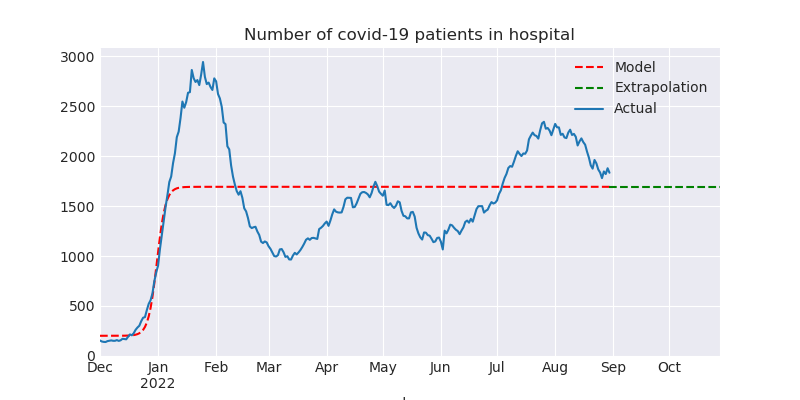 Number of covid-19 patients in hospital
3000
2500
2000
1500
1000
500
0
Model
Extrapolation
Actual
Dec Jan Feb Mar Apr May Jun Jul Aug Sep Oct
2022